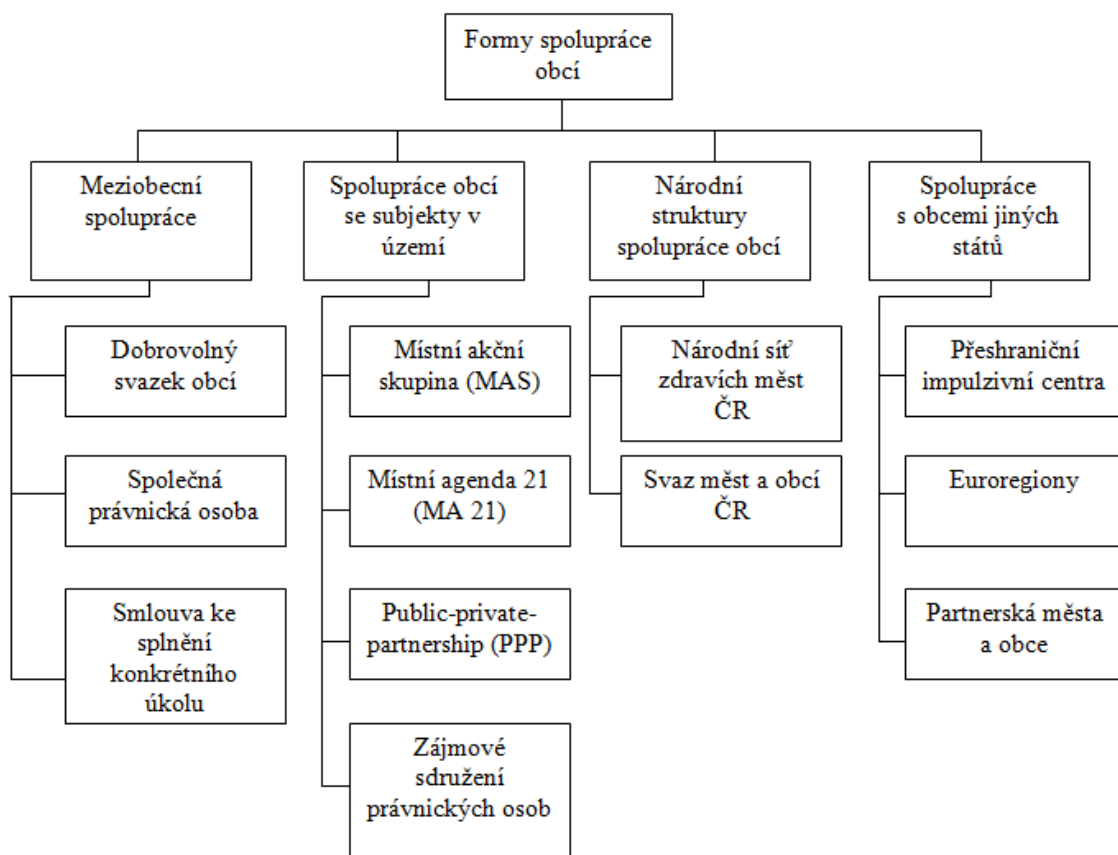 Formy spolupráce
obcí
Meziobecní
spolupráce
Spolupráce obcí
se subjekty v
území
Národní
struktury
spolupráce obcí
Spolupráce
s obcemi jiných
států
Dobrovolný
svazek obcí
Společná
právnická osoba
Smlouva ke
splnění
konkrétního
úkolu
Místní akční
skupina (MAS)
Místní agenda 21
(MA 21)
Public-private-
partnership (PPP)
Zájmové
sdružení
právnických osob
Národní síť
zdravích měst
ČR
Svaz měst a obcí
ČR
Přeshraniční
impulzivní centra
Euroregiony
Partnerská města
a obce